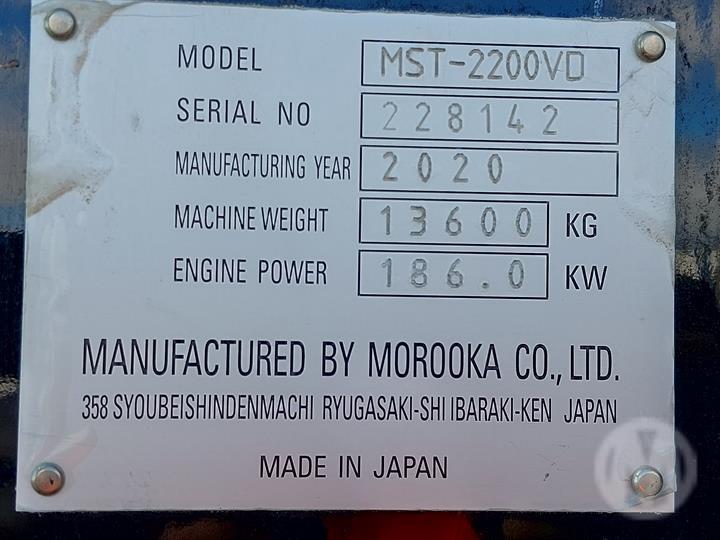 MODEL MST-2200VD
SERIAL NO 228142
MANUFACTURING YEAR 2020
MACHINE WEIGHT 13600 KG
ENGINE POWER 186.0 KW
MANUFACTURED BY MOROOKA CO., LTD.
358 SYOUBEISHINDENMACHI RYUGASAKI-SHI IBARAKI-KEN JAPAN
MADE IN JAPAN